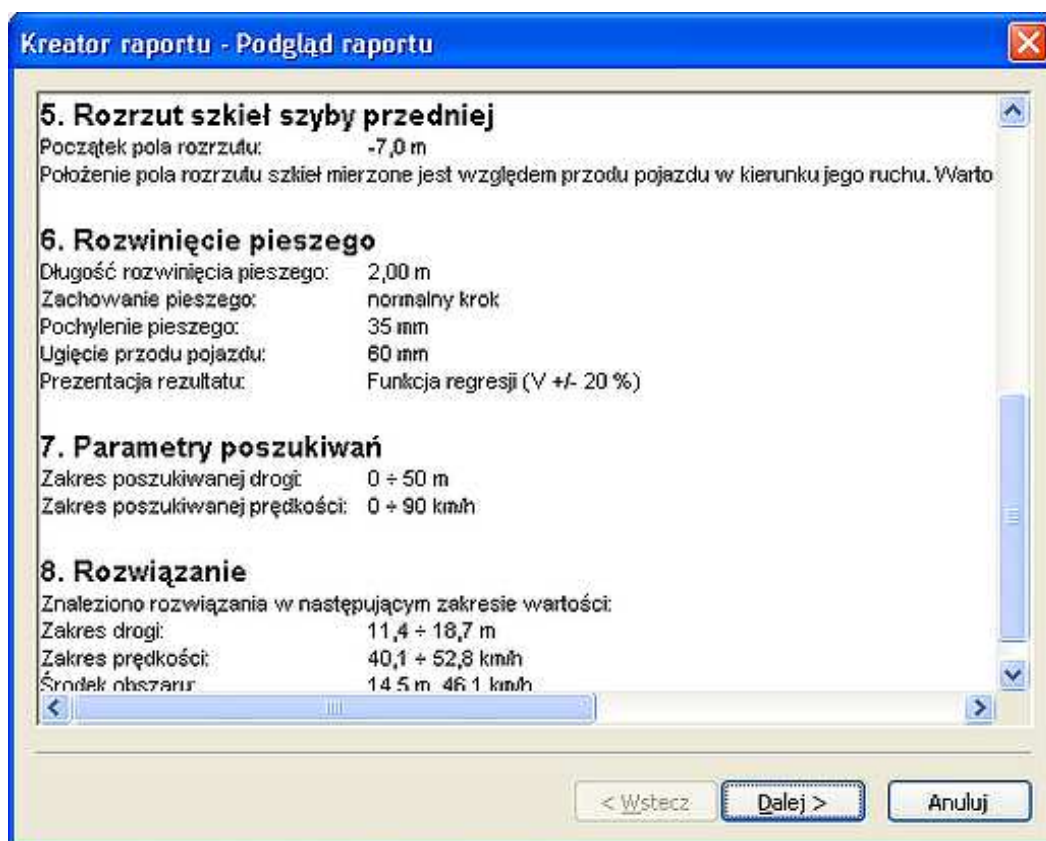 Kreator raportu - Podgląd raportu
5. Rozrzut szkieł szyby przedniej
Początek pola rozrzutu: -7,0 m
Położenie pola rozrzutu szkieł mierzone jest względem przodu pojazdu w kierunku jego ruchu. Warto
6. Rozwinięcie pieszego
Długość rozwinięcia pieszego: 2,00 m
Zachowanie pieszego: normalny krok
Pochylenie pieszego: 35 mm
Ugięcie przodu pojazdu: 60 mm
Prezentacja rezultatu: Funkcja regresji (V +/- 20 %)
7. Parametry poszukiwań
Zakres poszukiwanej drogi: 0 ÷ 50 m
Zakres poszukiwanej prędkości: 0 ÷ 90 km/h
8. Rozwiązanie
Znaleziono rozwiązania w następującym zakresie wartości:
Zakres drogi: 11,4 ÷ 18,7 m
Zakres prędkości: 40,1 ÷ 52,8 km/h
Środek obszaru: 14,5 m, 46,1 km/h
< Wstecz Dalej > Anuluj